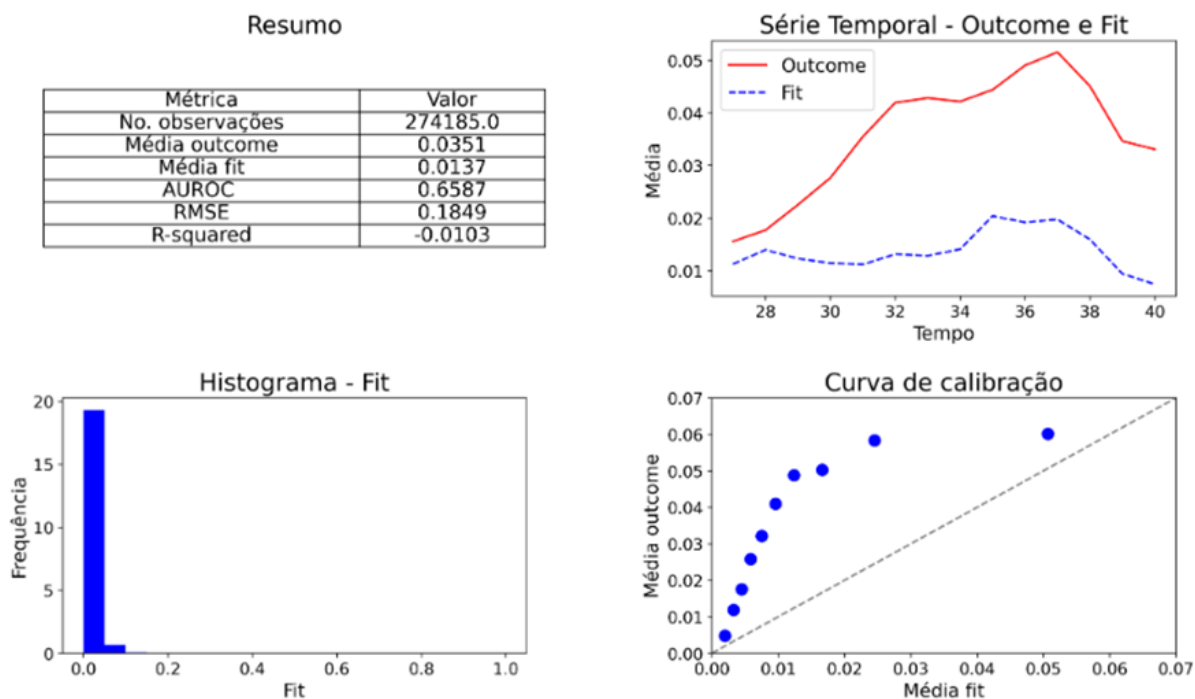 Resumo
Métrica Valor
No. observações 274185.0
Média outcome 0.0351
Média fit 0.0137
AUROC 0.6587
RMSE 0.1849
R-squared -0.0103
Série Temporal - Outcome e Fit
Outcome
Fit
0.05
0.04
0.03
0.02
0.01
Média
28 30 32 34 36 38 40
Tempo
Histograma - Fit
20
15
10
5
0
Frequência
0.0 0.2 0.4 0.6 0.8 1.0
Fit
Curva de calibração
0.07
0.06
0.05
0.04
0.03
0.02
0.01
0.00
Média outcome
0.00 0.01 0.02 0.03 0.04 0.05 0.06 0.07
Média fit